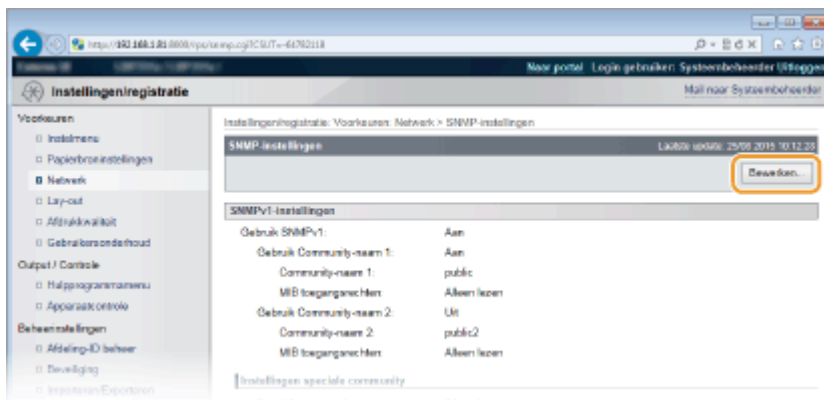 Naar portal Login gebruiker: Systeembeheerder Uitloggen
Instellingen/registratie
Mail naar Systeembeheerder
Voorkeuren
Instelmenu
Papierbroninstellingen
Netwerk
Lay-out
Afdrukkwaliteit
Gebruikersonderhoud
Output / Controle
Hulpprogrammamenu
Apparaatcontrole
Beheerinstellingen
Afdeling-ID beheer
Beveiliging
Importeren/Exporteren
Instellingen/registratie: Voorkeuren: Netwerk > SNMP-instellingen
SNMP-instellingen
Laatste update: 25/08 2015 10:12:28
Bewerken...
SNMPv1-instellingen
Gebruik SNMPv1: Aan
Gebruik Community-naam 1: Aan
Community-naam 1: public
MIB toegangsrechten: Alleen lezen
Gebruik Community-naam 2: Uit
Community-naam 2: public2
MIB toegangsrechten: Alleen lezen
Instellingen speciale community